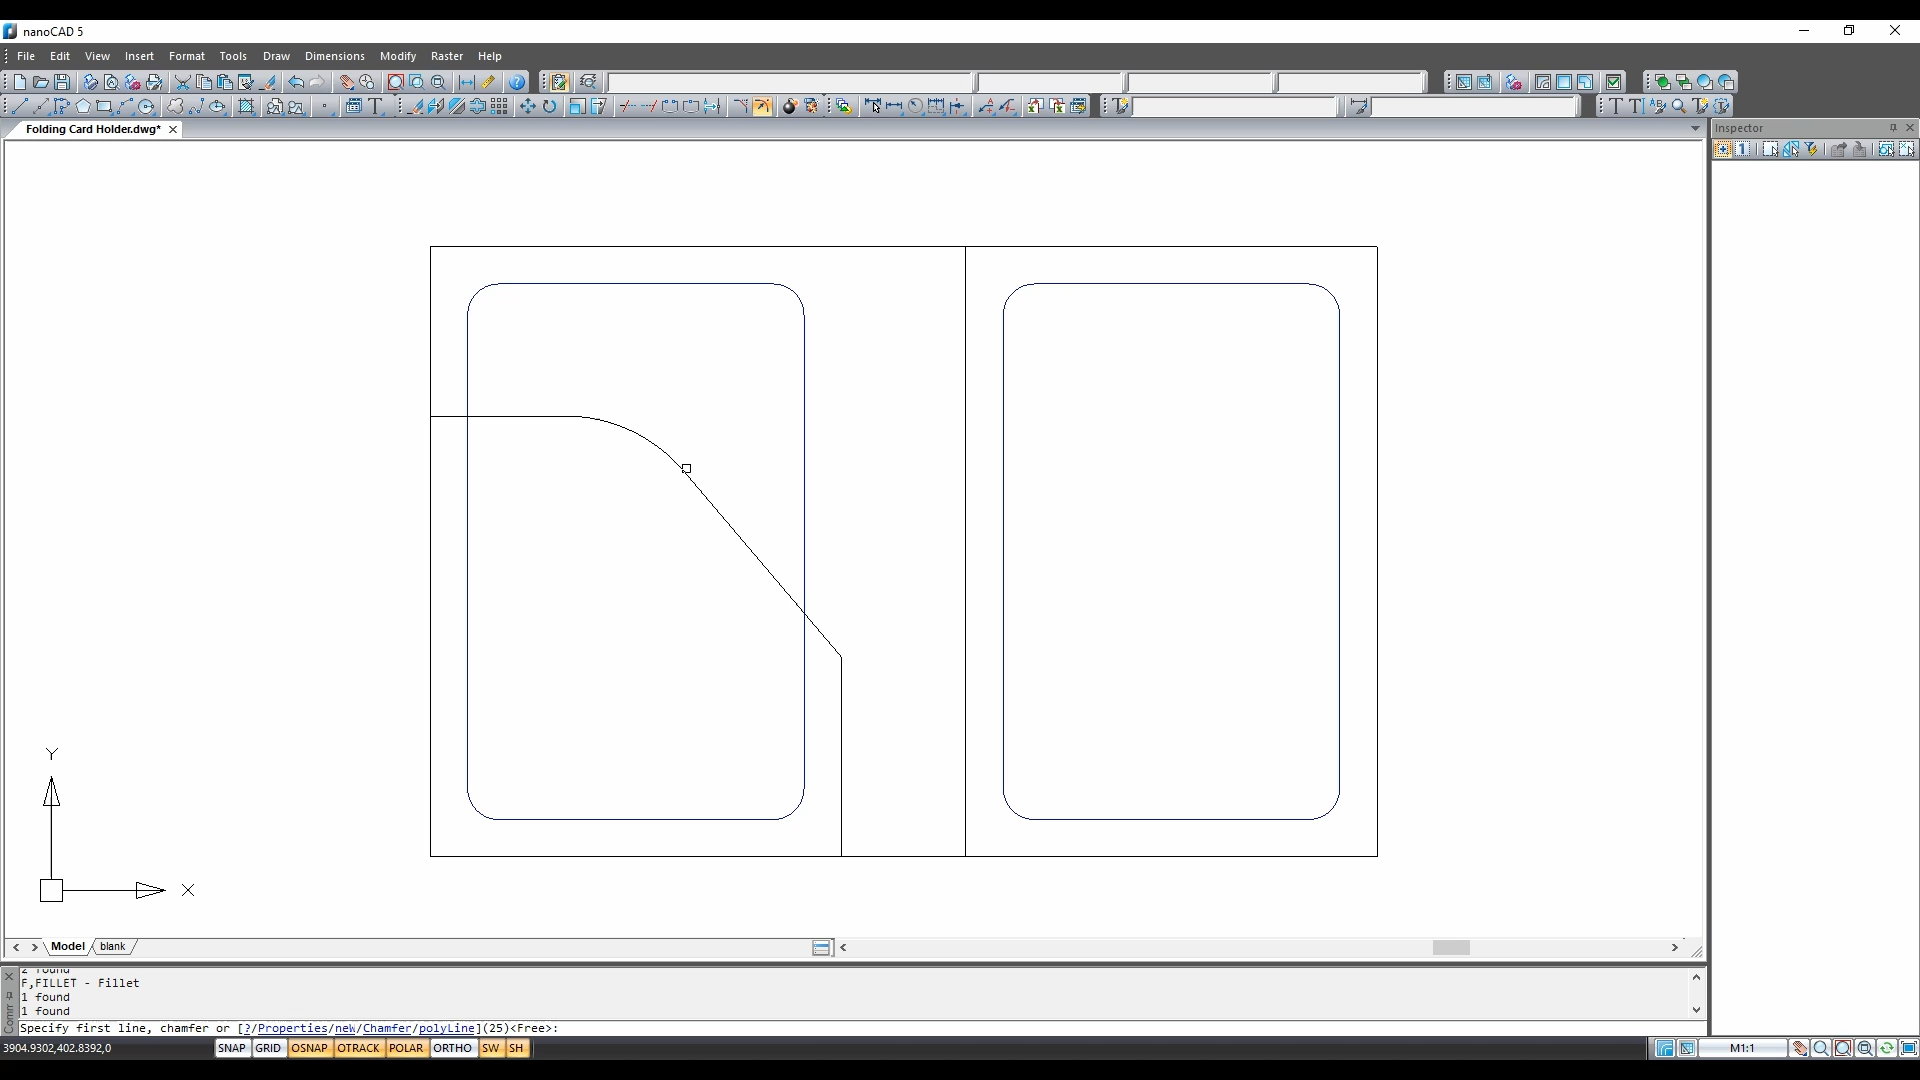 nanoCAD 5
File Edit View Insert Format Tools Draw Dimensions Modify Raster Help
Folding Card Holder.dwg*
Inspector
Y
X
Model blank
2 found
F,FILLET - Fillet
1 found
1 found
Specify first line, chamfer or [?/Properties/neW/Chamfer/polyLine](25)<Free>:
3904.9302,402.8392,0 SNAP GRID OSNAP OTRACK POLAR ORTHO SW SH M1:1